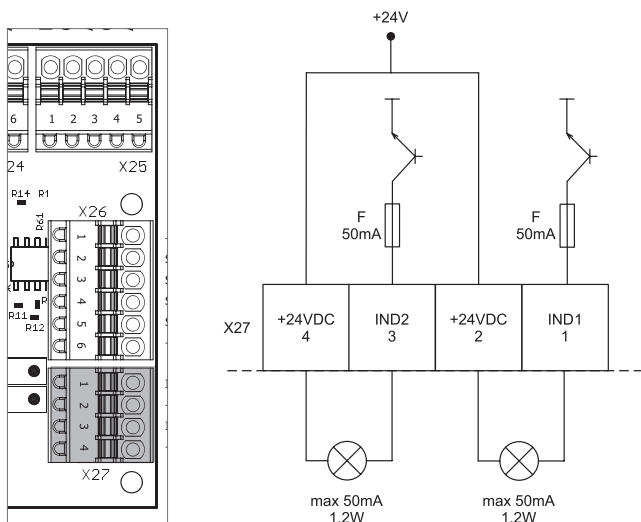 6
1 2 3 4 5
24
X25
R14 R1
R61
X26
1
2
3
4
5
6
R11
R12
1
2
3
4
X27
+24V
F
50mA
F
50mA
X27
+24VDC
4
IND2
3
+24VDC
2
IND1
1
max 50mA
1.2W
max 50mA
1.2W